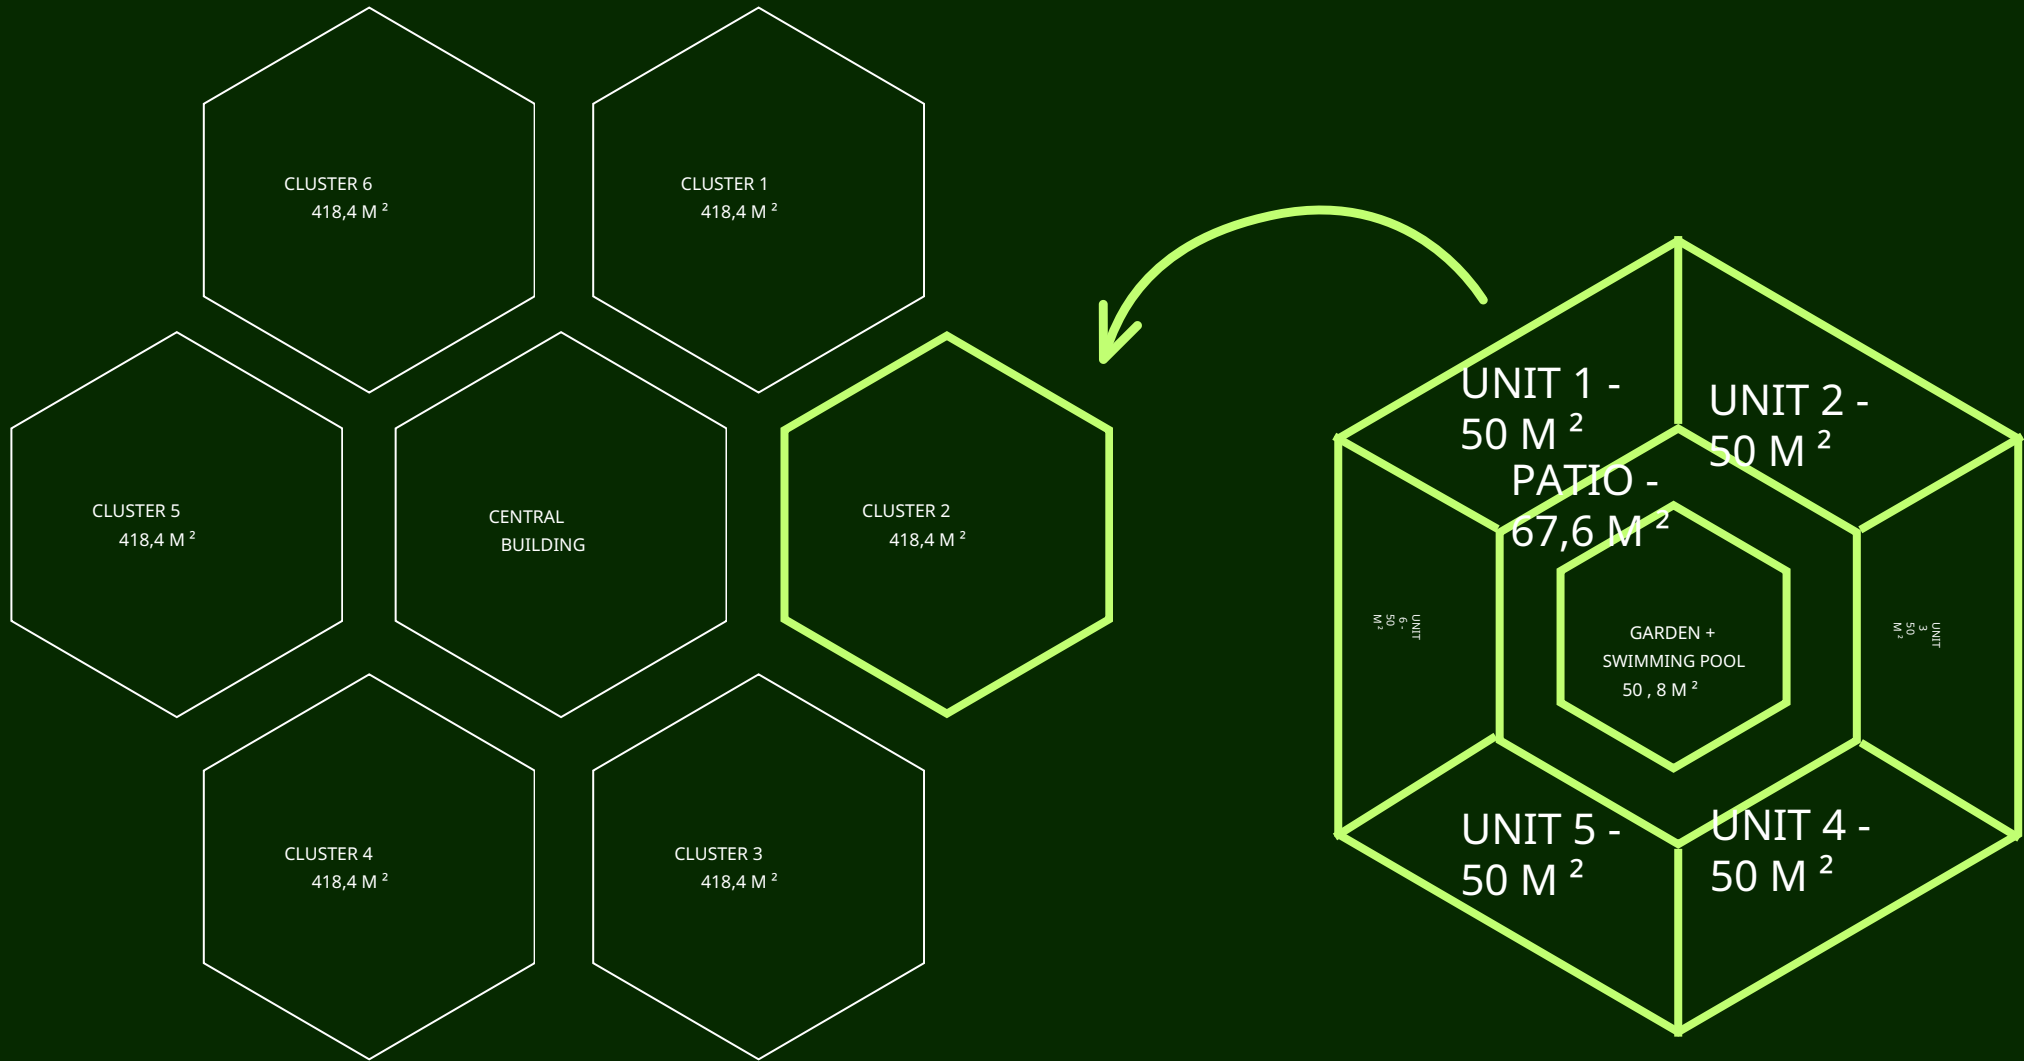 CLUSTER 6
418,4 M ²
CLUSTER 1
418,4 M ²
CLUSTER 5
418,4 M ²
CENTRAL
BUILDING
CLUSTER 2
418,4 M ²
CLUSTER 4
418,4 M ²
CLUSTER 3
418,4 M ²
UNIT 1 -
50 M ²
UNIT 2 -
50 M ²
PATIO -
67,6 M ²
UNIT
6 -
50
M ²
GARDEN +
SWIMMING POOL
50 , 8 M ²
UNIT
3
50
M ²
UNIT 5 -
50 M ²
UNIT 4 -
50 M ²